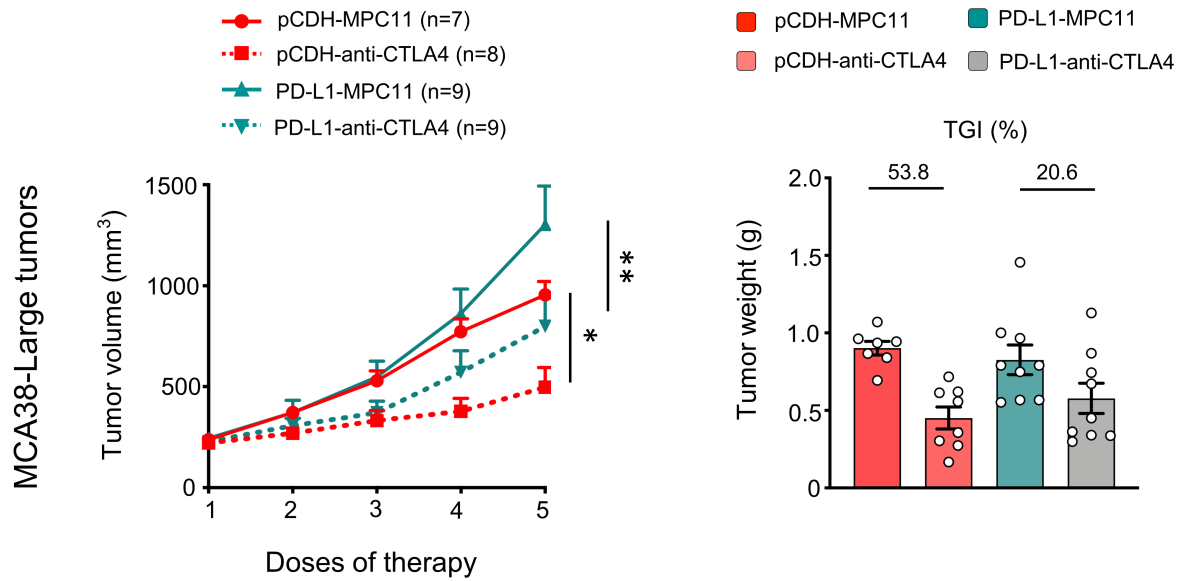 pCDH-MPC11 (n=7)
pCDH-anti-CTLA4 (n=8)
PD-L1-MPC11 (n=9)
PD-L1-anti-CTLA4 (n=9)
MCA38-Large tumors
Tumor volume (mm³)
1500
1000
500
0
1 2 3 4 5
Doses of therapy
**
*
pCDH-MPC11
PD-L1-MPC11
pCDH-anti-CTLA4
PD-L1-anti-CTLA4
TGI (%)
53.8
20.6
Tumor weight (g)
2.0
1.5
1.0
0.5
0